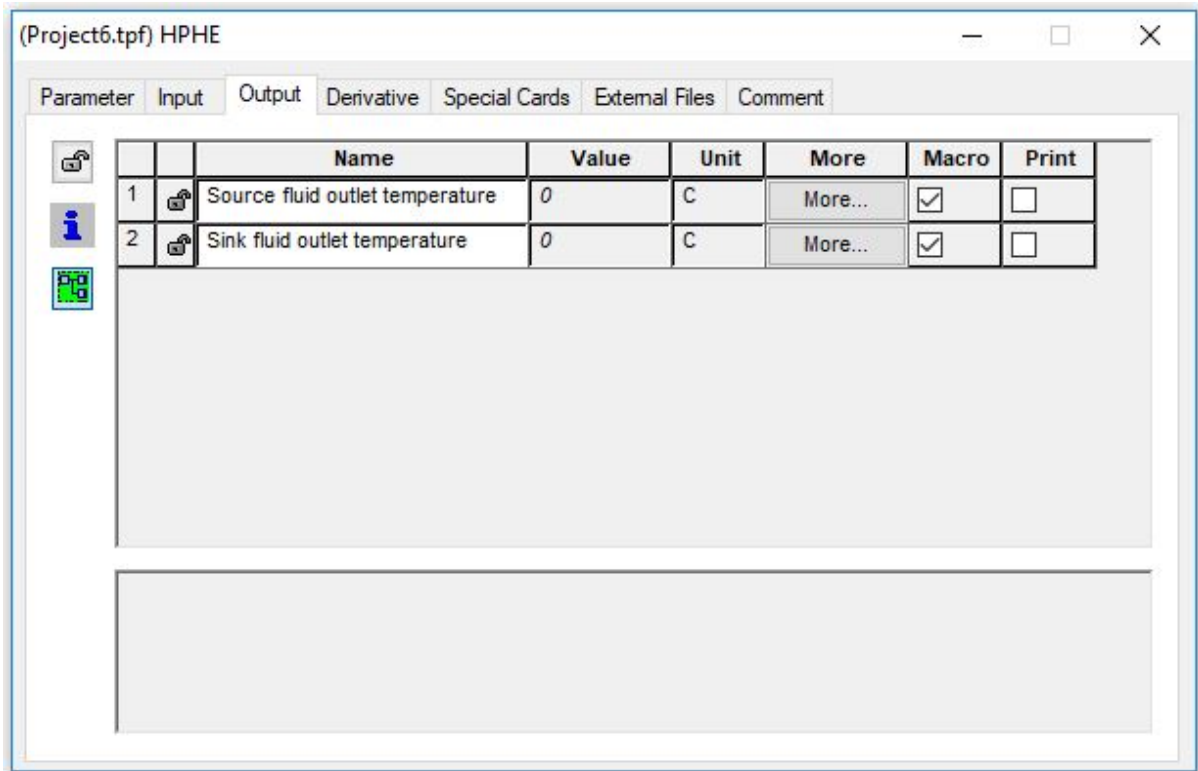 (Project6.tpf) HPHE
Parameter Input Output Derivative Special Cards External Files Comment
Name Value Unit More Macro Print
1 Source fluid outlet temperature 0 C More...
2 Sink fluid outlet temperature 0 C More...